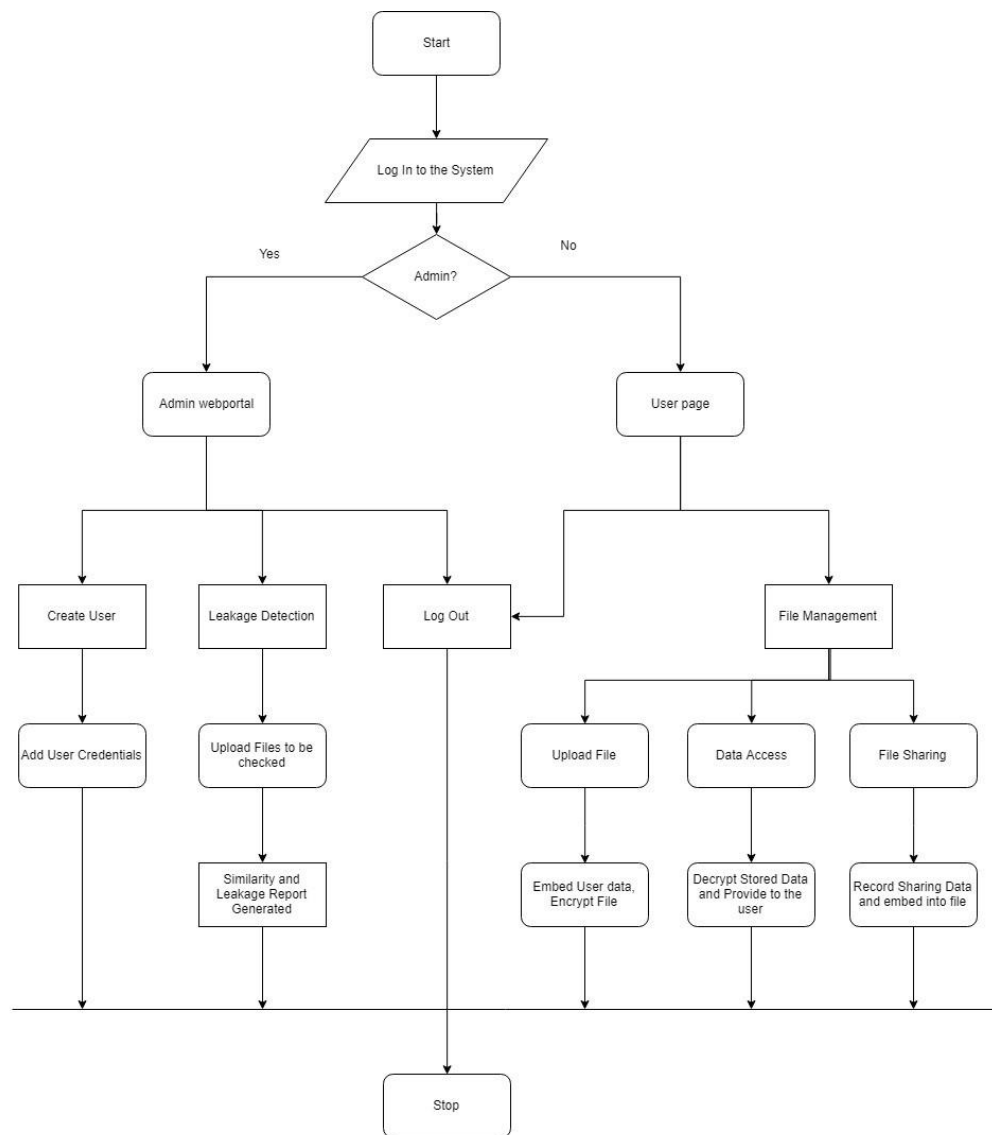 Start
Log In to the System
Yes
No
Admin?
Admin webportal
User page
Create User
Leakage Detection
Log Out
File Management
Add User Credentials
Upload Files to be
checked
Upload File
Data Access
File Sharing
Similarity and
Leakage Report
Generated
Embed User data,
Encrypt File
Decrypt Stored Data
and Provide to the
user
Record Sharing Data
and embed into file
Stop